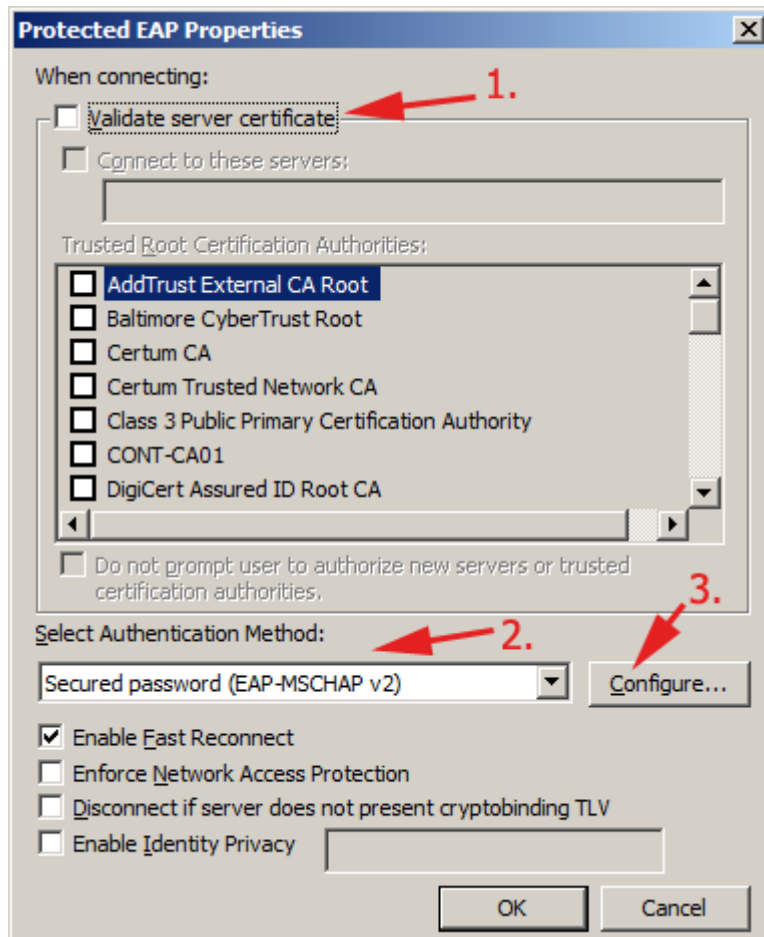 Protected EAP Properties
When connecting:
1.
Validate server certificate
Connect to these servers:
Trusted Root Certification Authorities:
AddTrust External CA Root
Baltimore CyberTrust Root
Certum CA
Certum Trusted Network CA
Class 3 Public Primary Certification Authority
CONT-CA01
DigiCert Assured ID Root CA
Do not prompt user to authorize new servers or trusted
certification authorities.
3.
Select Authentication Method:
2.
Secured password (EAP-MSCHAP v2)
Configure...
Enable Fast Reconnect
Enforce Network Access Protection
Disconnect if server does not present cryptobinding TLV
Enable Identity Privacy
OK
Cancel